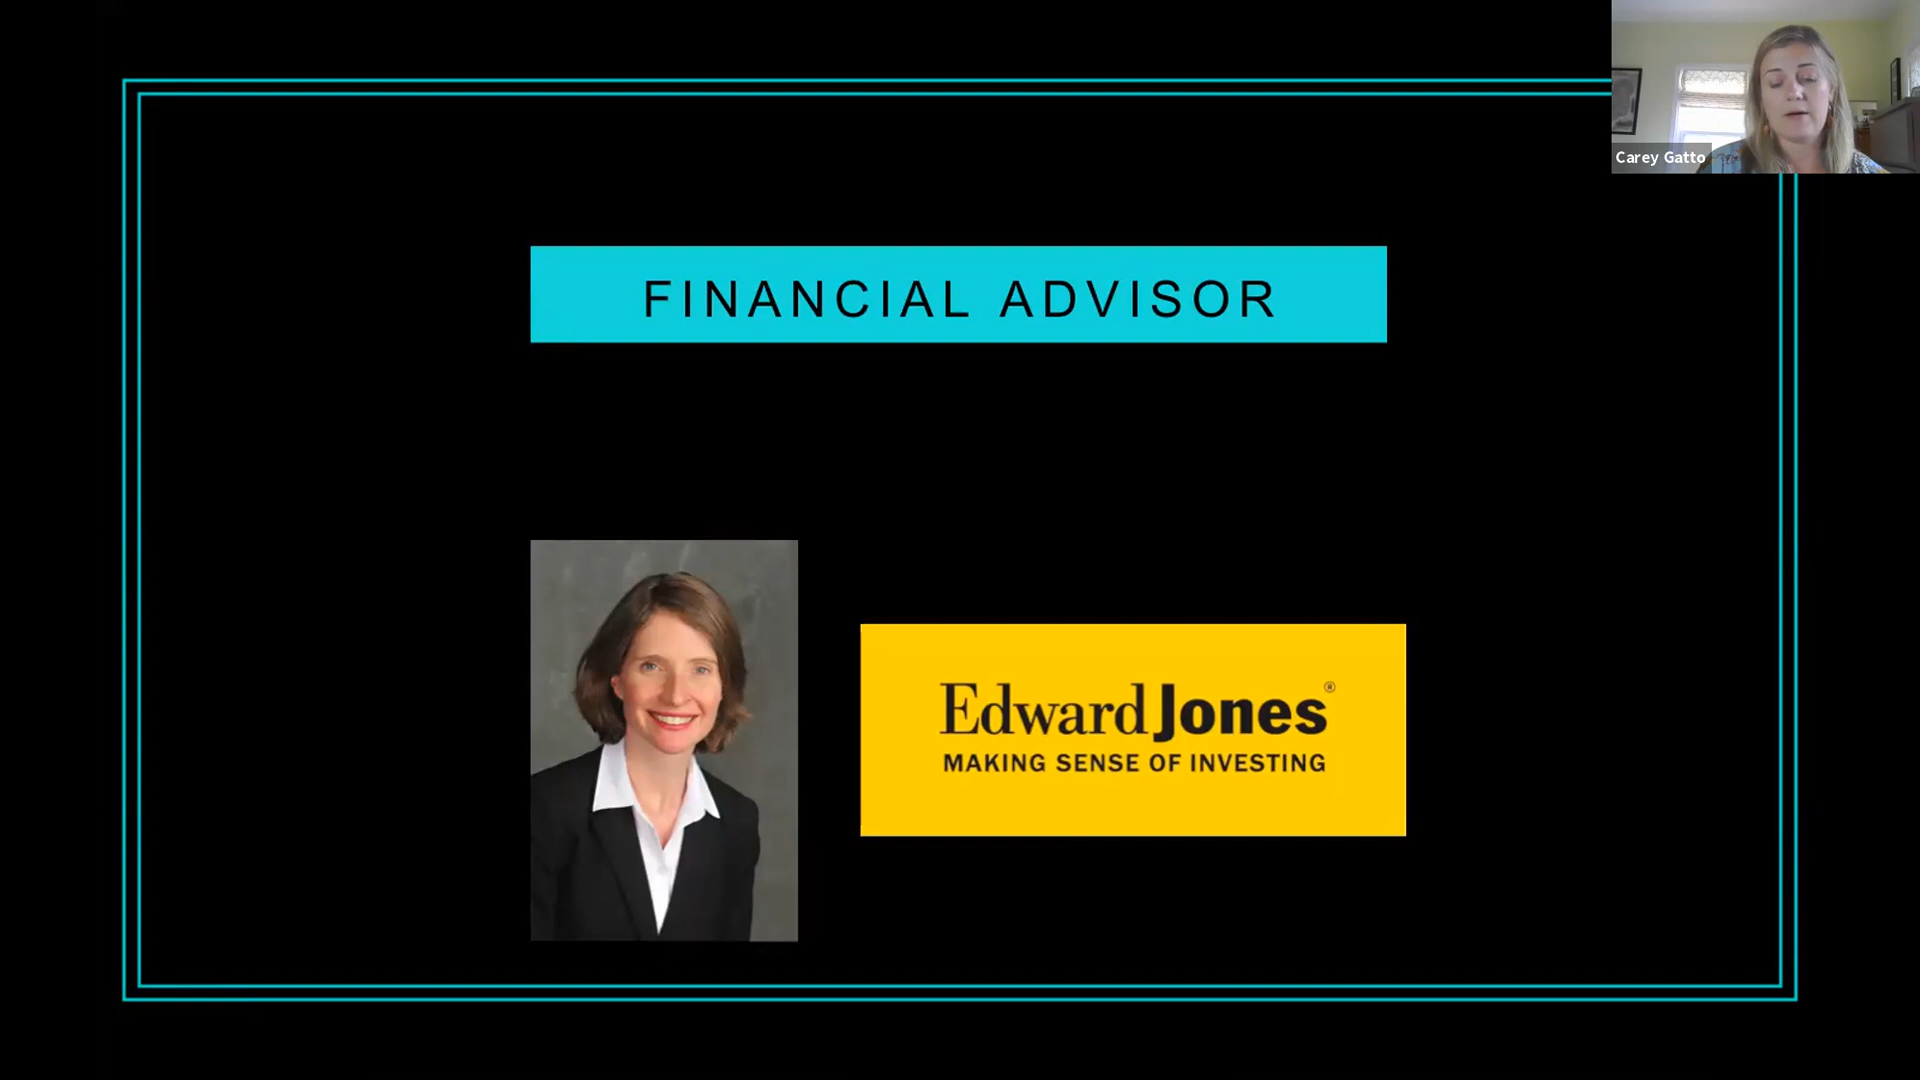 Carey Gatto
FINANCIAL ADVISOR
Edward Jones®
MAKING SENSE OF INVESTING